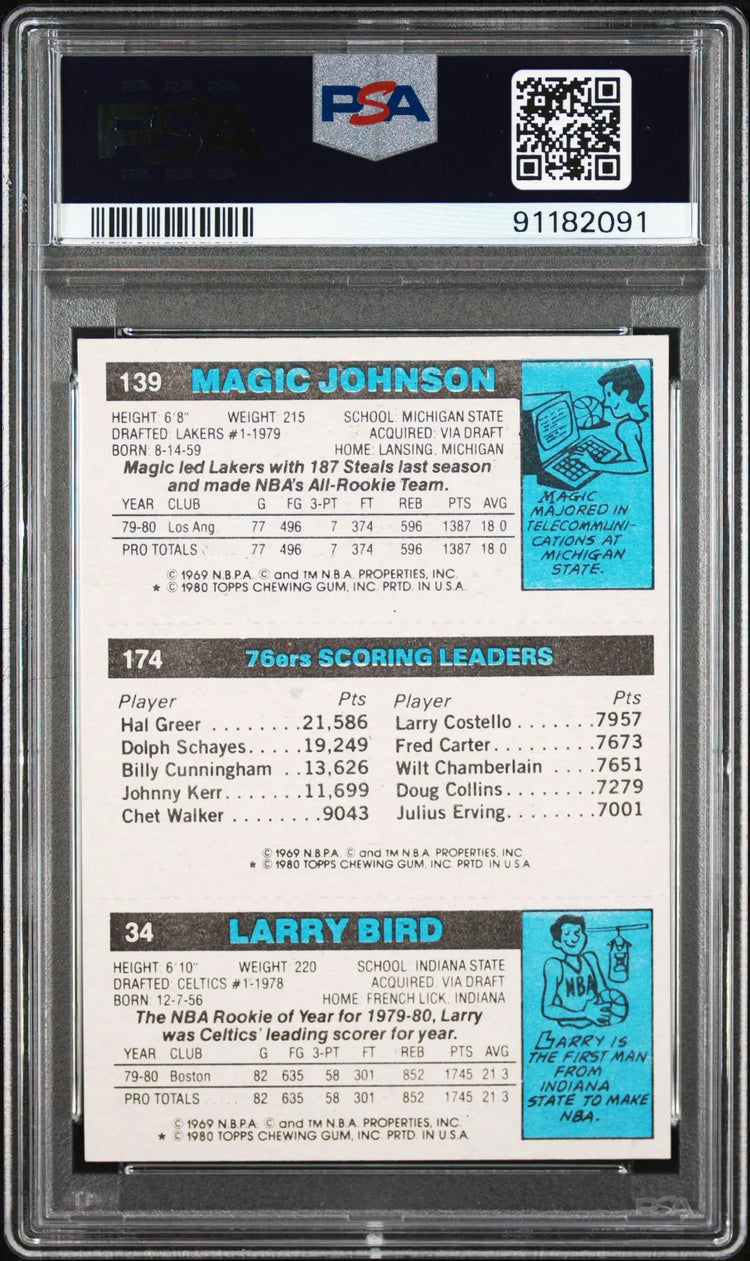 PSA
PSA
91182091
139 MAGIC JOHNSON
HEIGHT: 6'8" WEIGHT: 215 SCHOOL: MICHIGAN STATE
DRAFTED: LAKERS #1-1979 ACQUIRED: VIA DRAFT
BORN: 8-14-59 HOME: LANSING, MICHIGAN
Magic led Lakers with 187 Steals last season
and made NBA's All-Rookie Team.
YEAR CLUB G FG 3-PT FT REB PTS AVG
79-80 Los Ang. 77 496 7 374 596 1387 18.0
PRO TOTALS 77 496 7 374 596 1387 18.0
© 1969 N.B.P.A. © and TM N.B.A. PROPERTIES, INC.
* © 1980 TOPPS CHEWING GUM, INC. PRTD. IN U.S.A.
MAGIC
MAJORED IN
TELECOMMUNI-
CATIONS AT
MICHIGAN
STATE.
174 76ers SCORING LEADERS
Player Pts Player Pts
Hal Greer ........21,586 Larry Costello.......7957
Dolph Schayes.....19,249 Fred Carter.........7673
Billy Cunningham ..13,626 Wilt Chamberlain ....7651
Johnny Kerr.......11,699 Doug Collins........7279
Chet Walker ........9043 Julius Erving........7001
© 1969 N.B.P.A. © and TM N.B.A. PROPERTIES, INC.
* © 1980 TOPPS CHEWING GUM, INC. PRTD. IN U.S.A.
34 LARRY BIRD
HEIGHT: 6'10" WEIGHT: 220 SCHOOL: INDIANA STATE
DRAFTED: CELTICS #1-1978 ACQUIRED: VIA DRAFT
BORN: 12-7-56 HOME: FRENCH LICK, INDIANA
The NBA Rookie of Year for 1979-80, Larry
was Celtics' leading scorer for year.
YEAR CLUB G FG 3-PT FT REB PTS AVG
79-80 Boston 82 635 58 301 852 1745 21.3
PRO TOTALS ..... 82 635 58 301 852 1745 21.3
© 1969 N.B.P.A. © and TM N.B.A. PROPERTIES, INC.
* © 1980 TOPPS CHEWING GUM, INC. PRTD. IN U.S.A.
NBA
LARRY IS
THE FIRST MAN
FROM
INDIANA
STATE TO MAKE
NBA.
PSA